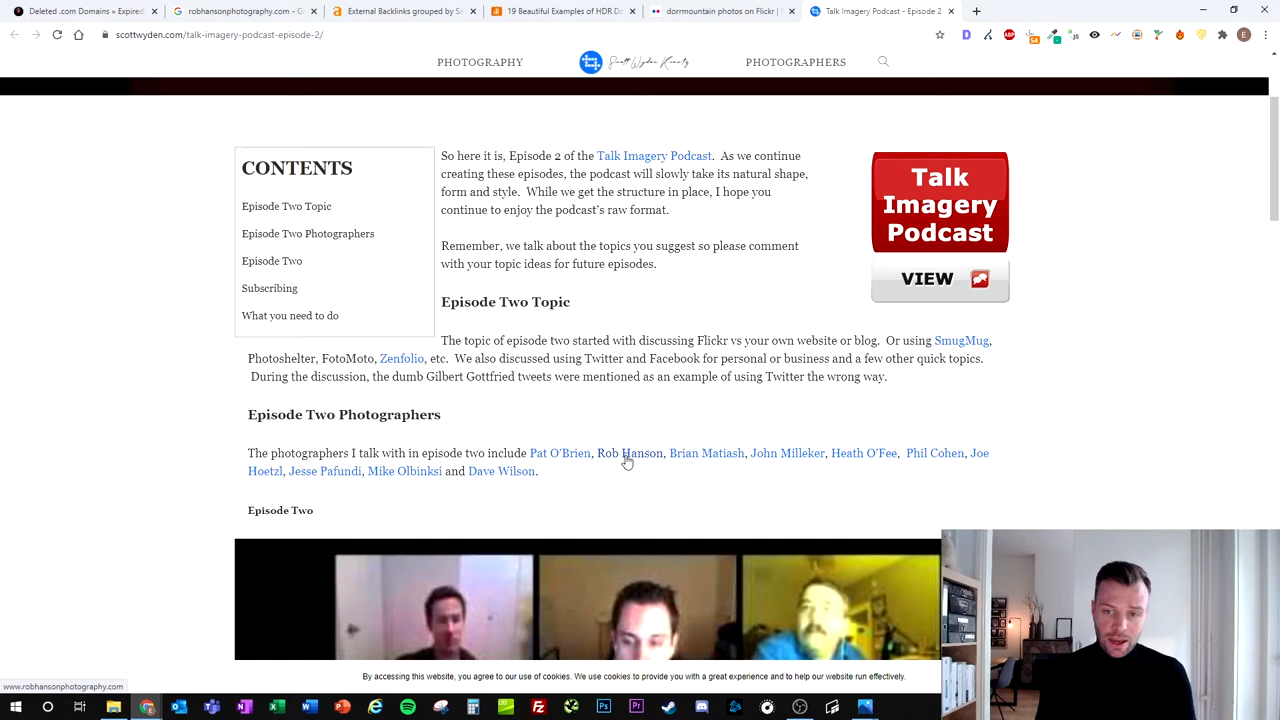 Deleted .com Domains » Expired
robhansonphotography.com - G
External Backlinks grouped by Si
19 Beautiful Examples of HDR D
dorrmountain photos on Flickr |
Talk Imagery Podcast - Episode 2
scottwyden.com/talk-imagery-podcast-episode-2/
PHOTOGRAPHY
Scott Wyden Kivowitz
PHOTOGRAPHERS
CONTENTS
Episode Two Topic
Episode Two Photographers
Episode Two
Subscribing
What you need to do
So here it is, Episode 2 of the Talk Imagery Podcast. As we continue
creating these episodes, the podcast will slowly take its natural shape,
form and style. While we get the structure in place, I hope you
continue to enjoy the podcast's raw format.
Remember, we talk about the topics you suggest so please comment
with your topic ideas for future episodes.
Talk
Imagery
Podcast
VIEW
Episode Two Topic
The topic of episode two started with discussing Flickr vs your own website or blog. Or using SmugMug,
Photoshelter, FotoMoto, Zenfolio, etc. We also discussed using Twitter and Facebook for personal or business and a few other quick topics.
During the discussion, the dumb Gilbert Gottfried tweets were mentioned as an example of using Twitter the wrong way.
Episode Two Photographers
The photographers I talk with in episode two include Pat O'Brien, Rob Hanson, Brian Matiash, John Milleker, Heath O'Fee, Phil Cohen, Joe
Hoetzl, Jesse Pafundi, Mike Olbinksi and Dave Wilson.
Episode Two
By accessing this website, you agree to our use of cookies. We use cookies to provide you with a great experience and to help our website run effectively.
www.robhansonphotography.com